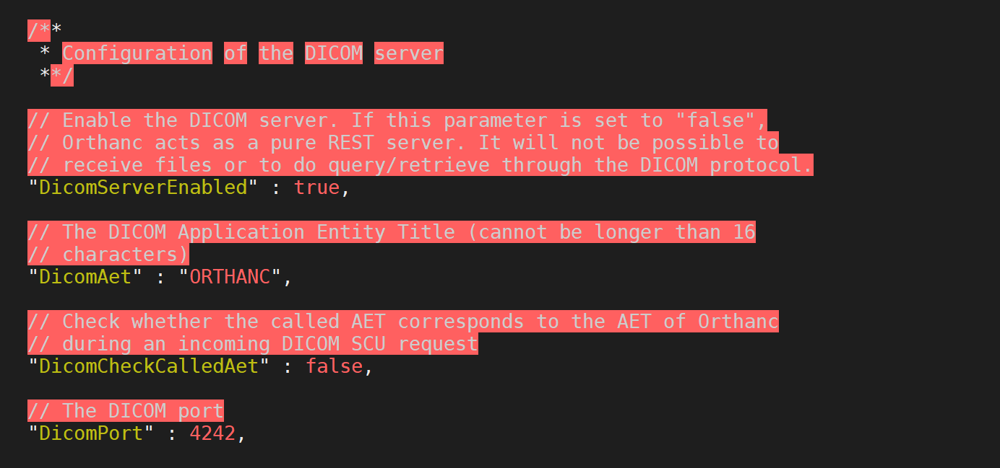 /**
 * Configuration of the DICOM server
 **/
// Enable the DICOM server. If this parameter is set to "false",
// Orthanc acts as a pure REST server. It will not be possible to
// receive files or to do query/retrieve through the DICOM protocol.
"DicomServerEnabled" : true,
// The DICOM Application Entity Title (cannot be longer than 16
// characters)
"DicomAet" : "ORTHANC",
// Check whether the called AET corresponds to the AET of Orthanc
// during an incoming DICOM SCU request
"DicomCheckCalledAet" : false,
// The DICOM port
"DicomPort" : 4242,